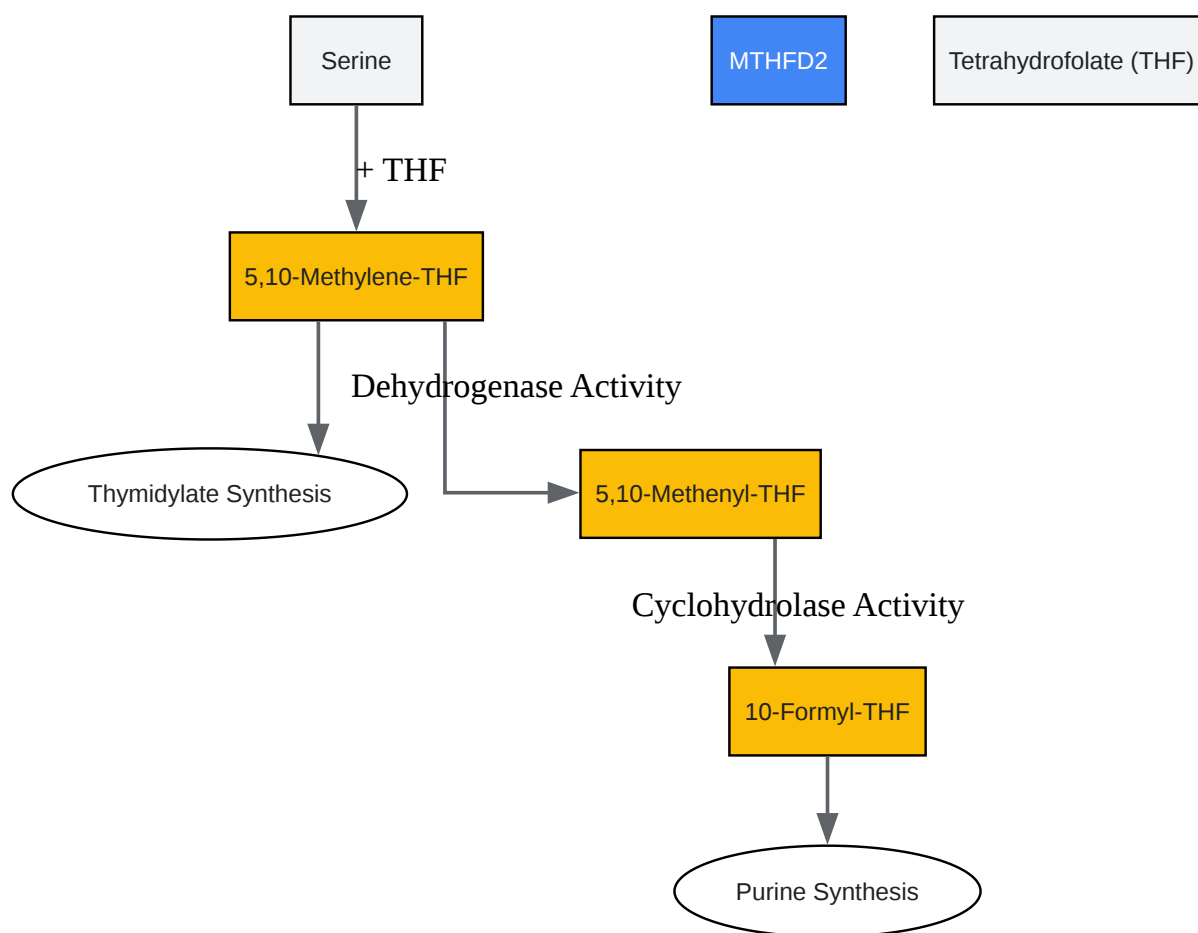 Serine
MTHFD2
Tetrahydrofolate (THF)
+ THF
5,10-Methylene-THF
Dehydrogenase Activity
Thymidylate Synthesis
5,10-Methenyl-THF
Cyclohydrolase Activity
10-Formyl-THF
Purine Synthesis